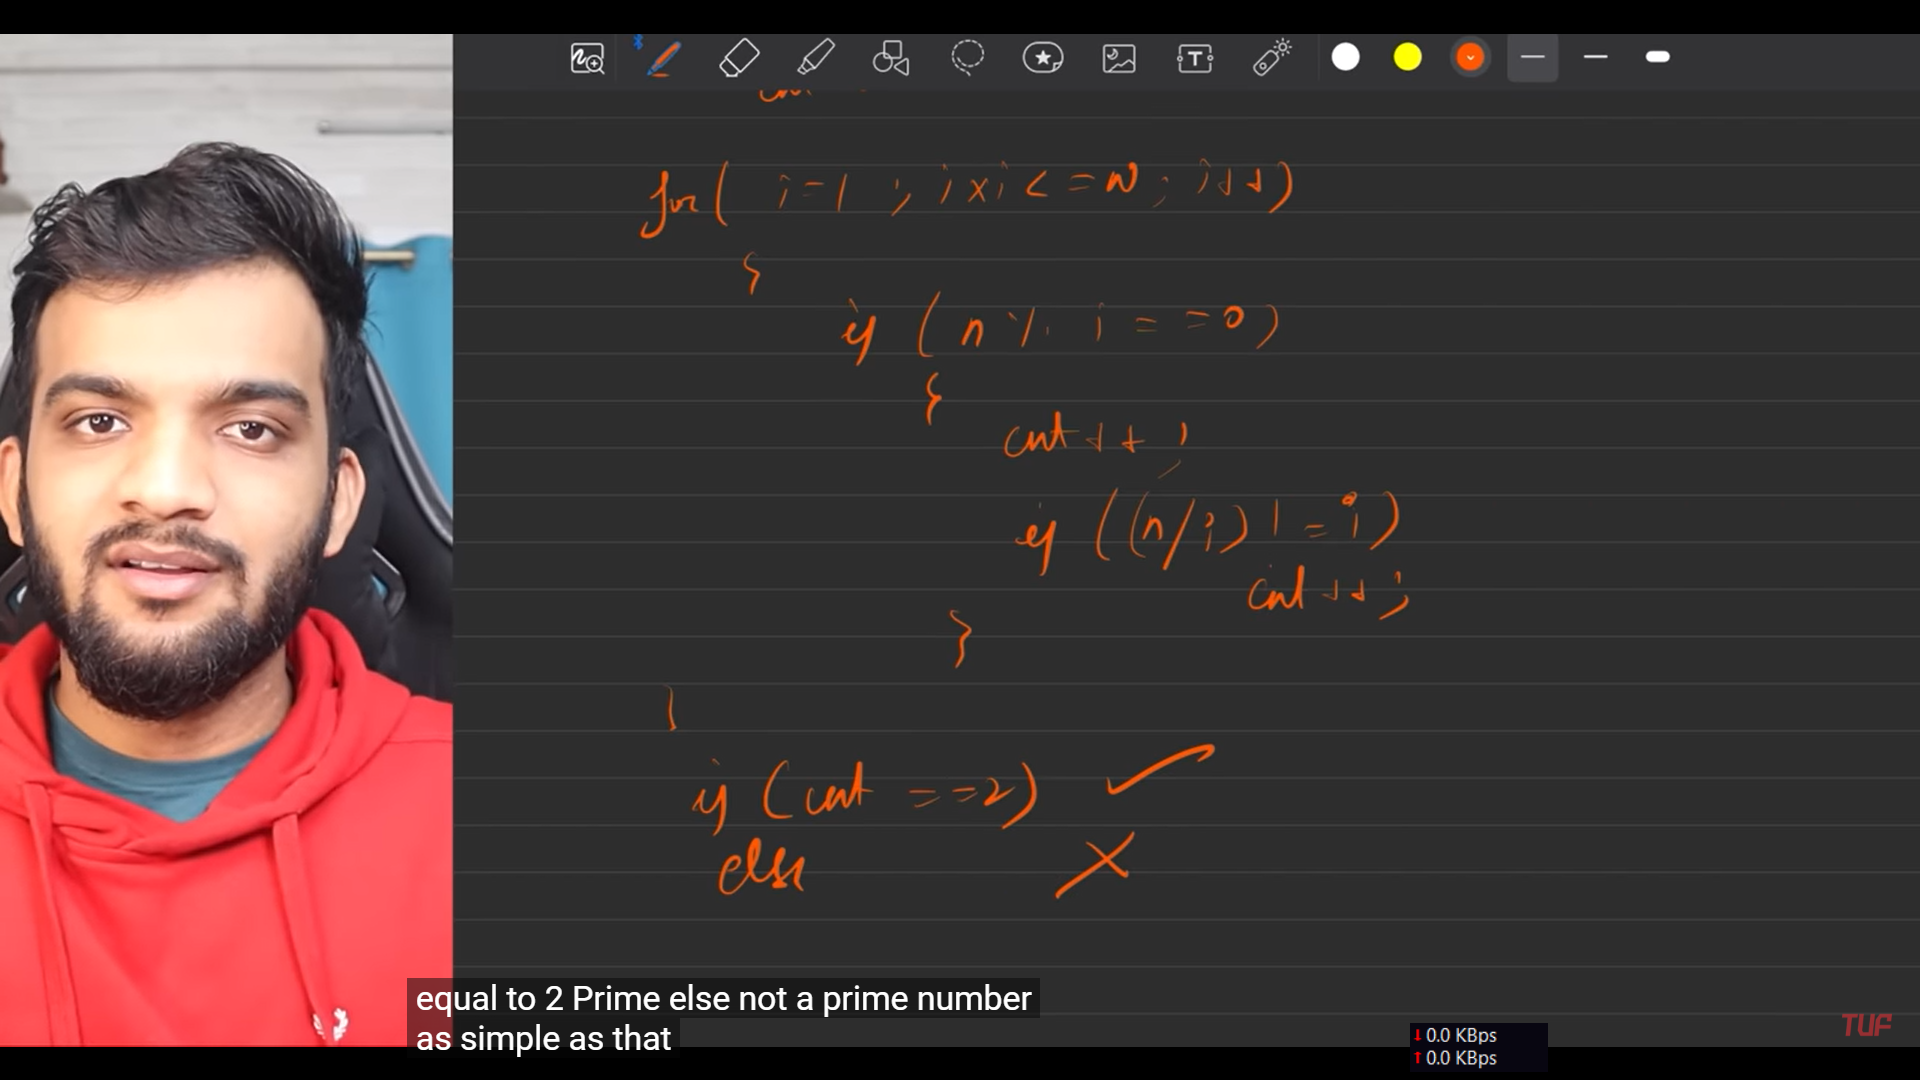 for( i=1 ; i×i<=N; i++)
{
if (n % i ==0)
{
cnt++ ;
if ((n/i) != i)
cnt++;
}
}
if (cnt ==2) ✓
else ✗
equal to 2 Prime else not a prime number
as simple as that
TUF
↓ 0.0 KBps
↑ 0.0 KBps